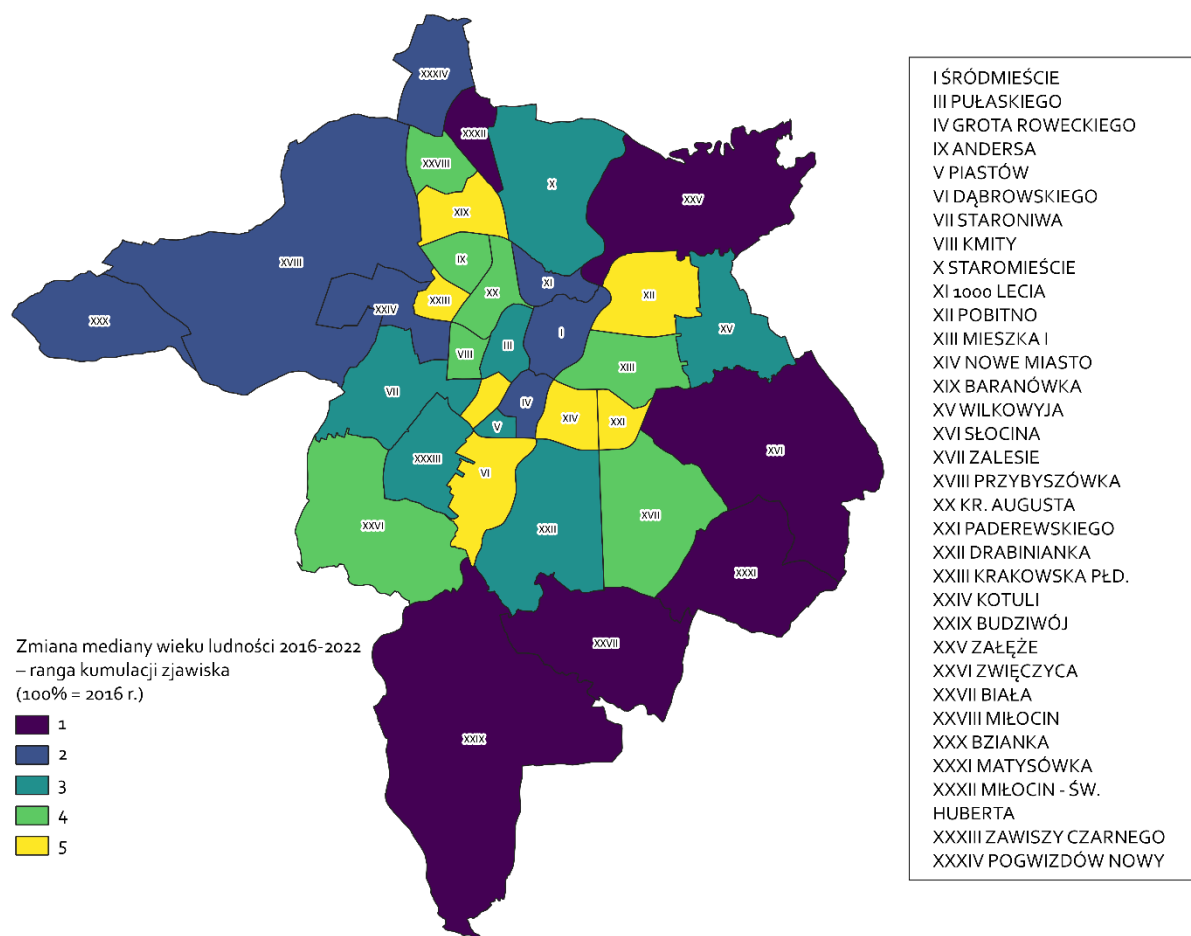 XXXIV
XXXII
XXVIII
X
XXV
XIX
IX
XVIII
XX
XI
XII
XXIII
XXX
XXIV
I
XV
III
VIII
XIII
VII
IV
XIV
XXI
V
XXXIII
VI
XVI
XXVI
XXII
XVII
XXXI
XXVII
XXIX
Zmiana mediany wieku ludności 2016-2022
– ranga kumulacji zjawiska
(100% = 2016 r.)
1
2
3
4
5
I ŚRÓDMIEŚCIE
III PUŁASKIEGO
IV GROTA ROWECKIEGO
IX ANDERSA
V PIASTÓW
VI DĄBROWSKIEGO
VII STARONIWA
VIII KMITY
X STAROMIEŚCIE
XI 1000 LECIA
XII POBITNO
XIII MIESZKA I
XIV NOWE MIASTO
XIX BARANÓWKA
XV WILKOWYJA
XVI SŁOCINA
XVII ZALESIE
XVIII PRZYBYSZÓWKA
XX KR. AUGUSTA
XXI PADEREWSKIEGO
XXII DRABINIANKA
XXIII KRAKOWSKA PŁD.
XXIV KOTULI
XXIX BUDZIWÓJ
XXV ZAŁĘŻE
XXVI ZWIĘCZYCA
XXVII BIAŁA
XXVIII MIŁOCIN
XXX BZIANKA
XXXI MATYSÓWKA
XXXII MIŁOCIN - ŚW.
HUBERTA
XXXIII ZAWISZY CZARNEGO
XXXIV POGWIZDÓW NOWY